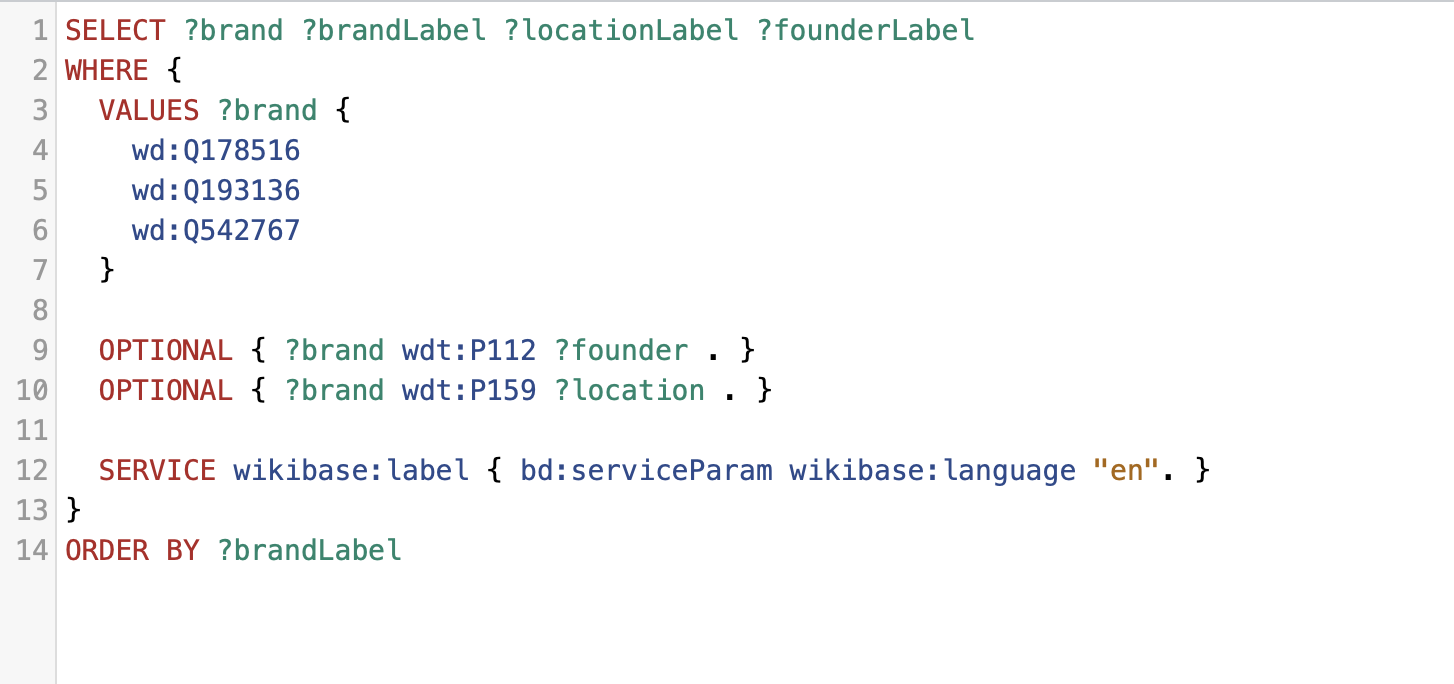 1 SELECT ?brand ?brandLabel ?locationLabel ?founderLabel
2 WHERE {
3 VALUES ?brand {
4 wd:Q178516
5 wd:Q193136
6 wd:Q542767
7 }
8
9 OPTIONAL { ?brand wdt:P112 ?founder . }
10 OPTIONAL { ?brand wdt:P159 ?location . }
11
12 SERVICE wikibase:label { bd:serviceParam wikibase:language "en". }
13 }
14 ORDER BY ?brandLabel